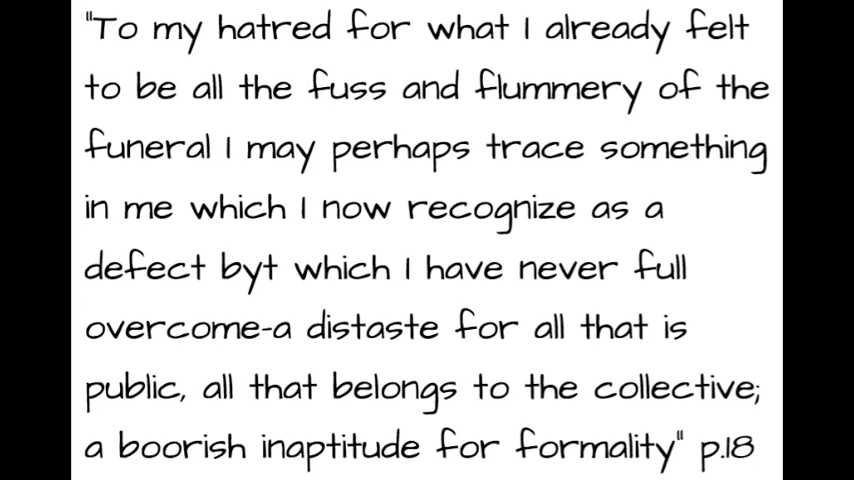 "To my hatred for what I already felt
to be all the fuss and flummery of the
funeral I may perhaps trace something
in me which I now recognize as a
defect byt which I have never full
overcome-a distaste for all that is
public, all that belongs to the collective;
a boorish inaptitude for formality" p.18